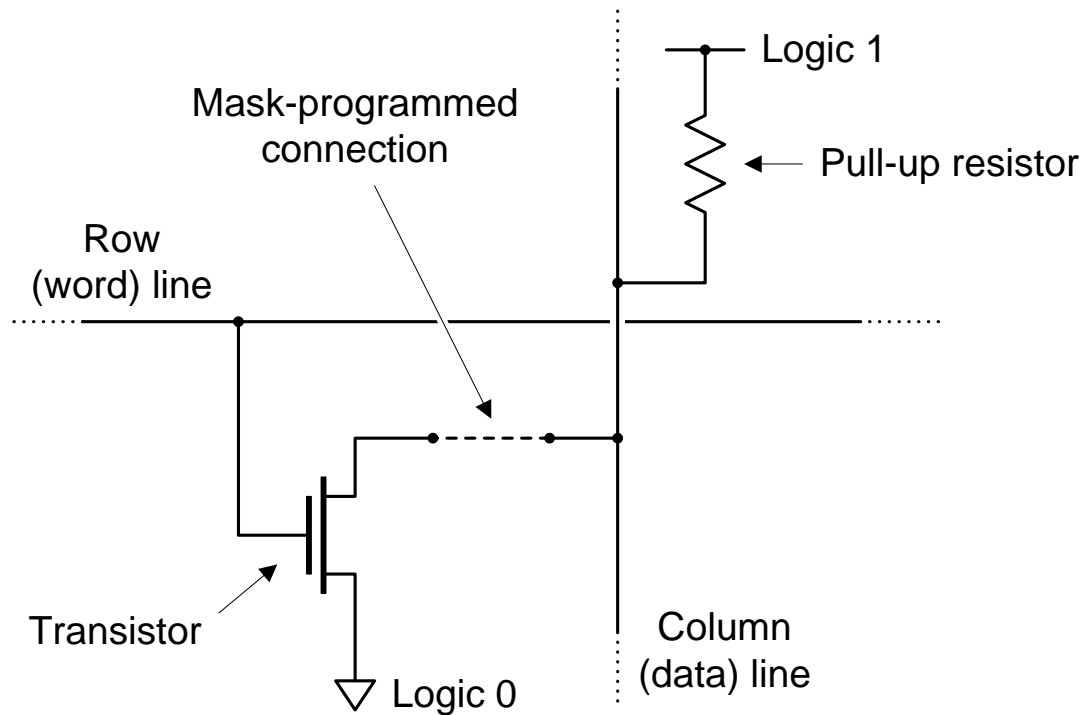 Logic 1
Mask-programmed
connection
Pull-up resistor
Row
(word) line
Transistor
Column
(data) line
Logic 0